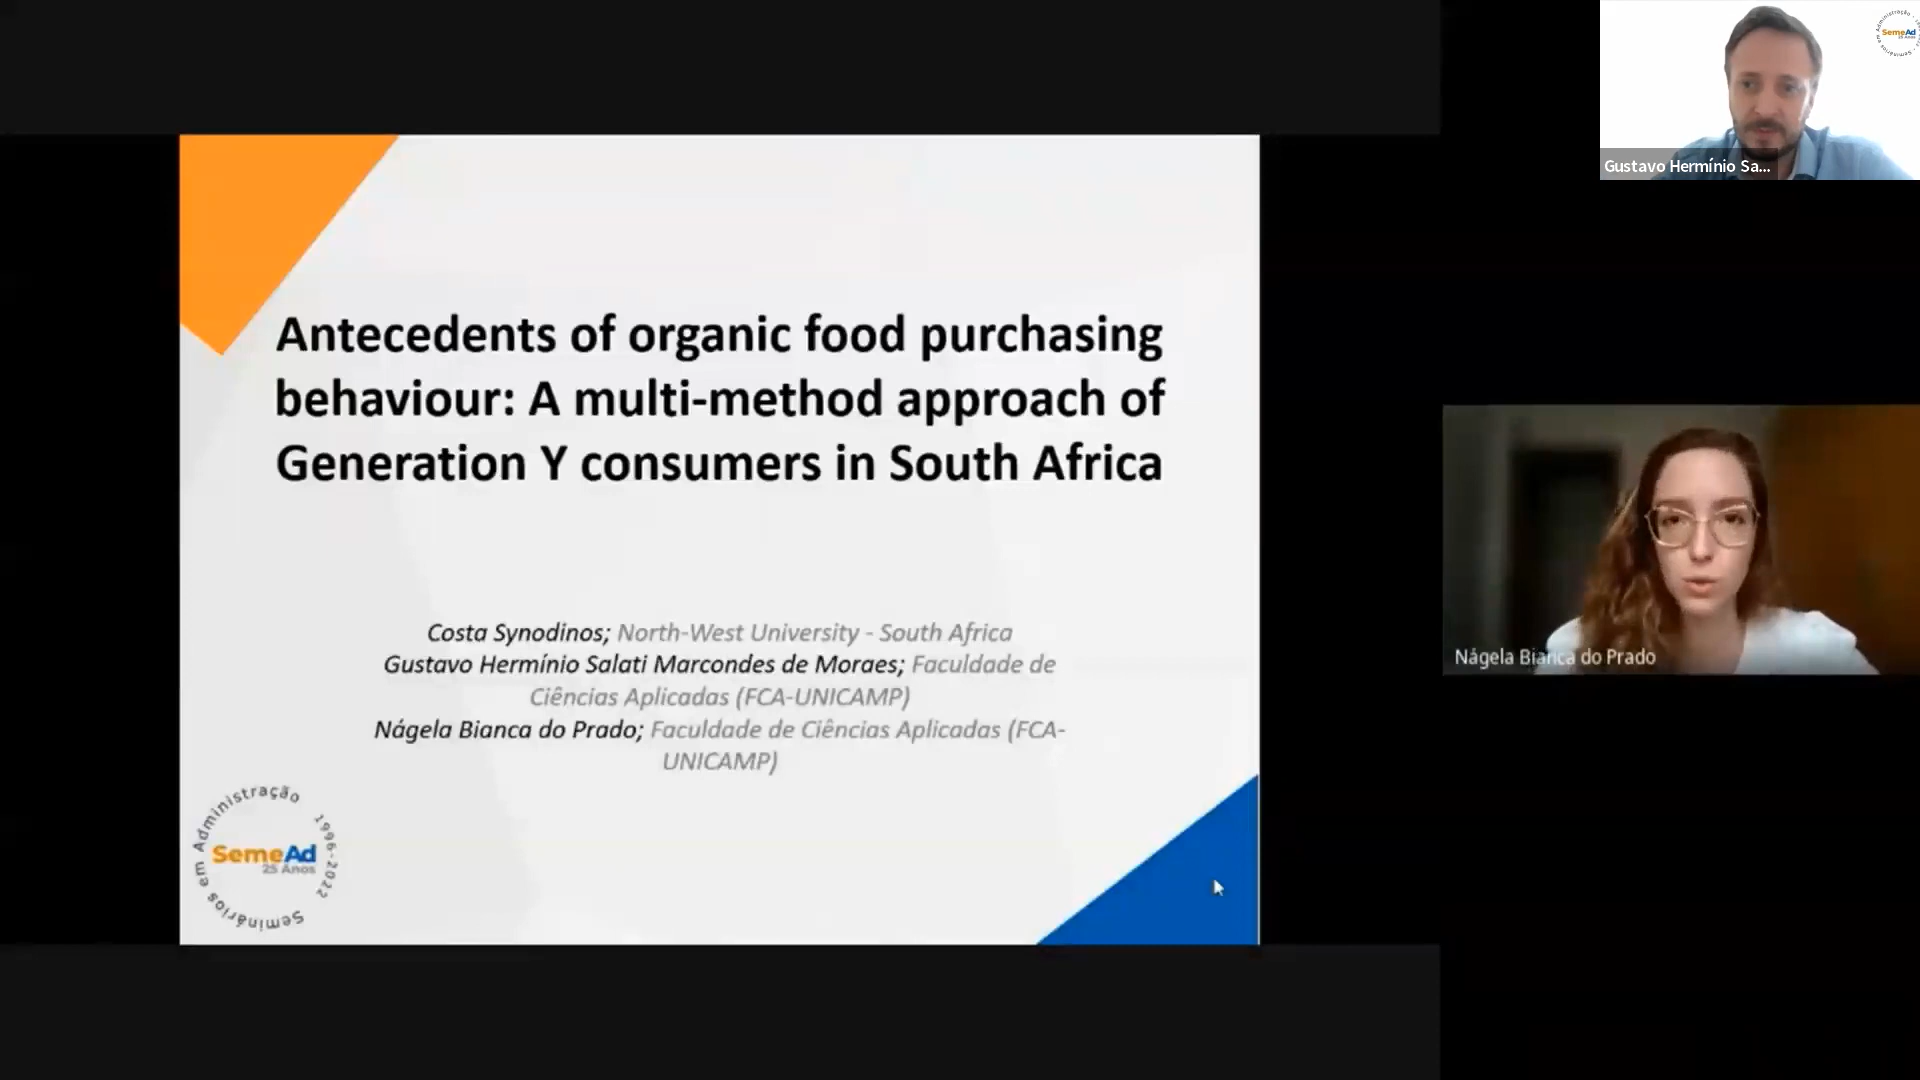 Antecedents of organic food purchasing
behaviour: A multi-method approach of
Generation Y consumers in South Africa
Costa Synodinos; North-West University - South Africa
Gustavo Hermínio Salati Marcondes de Moraes; Faculdade de
Ciências Aplicadas (FCA-UNICAMP)
Nágela Bianca do Prado; Faculdade de Ciências Aplicadas (FCA-
UNICAMP)
Seminários em Administração 1996-2022
SemeAd
25 Anos
Gustavo Hermínio Sa...
SemeAd
Nágela Bianca do Prado